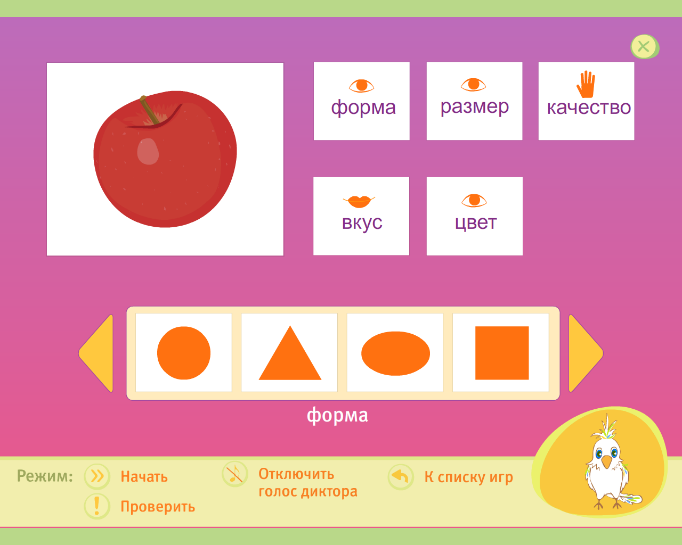 форма
размер
качество
вкус
цвет
форма
Режим:
Начать
Проверить
Отключить
голос диктора
К списку игр